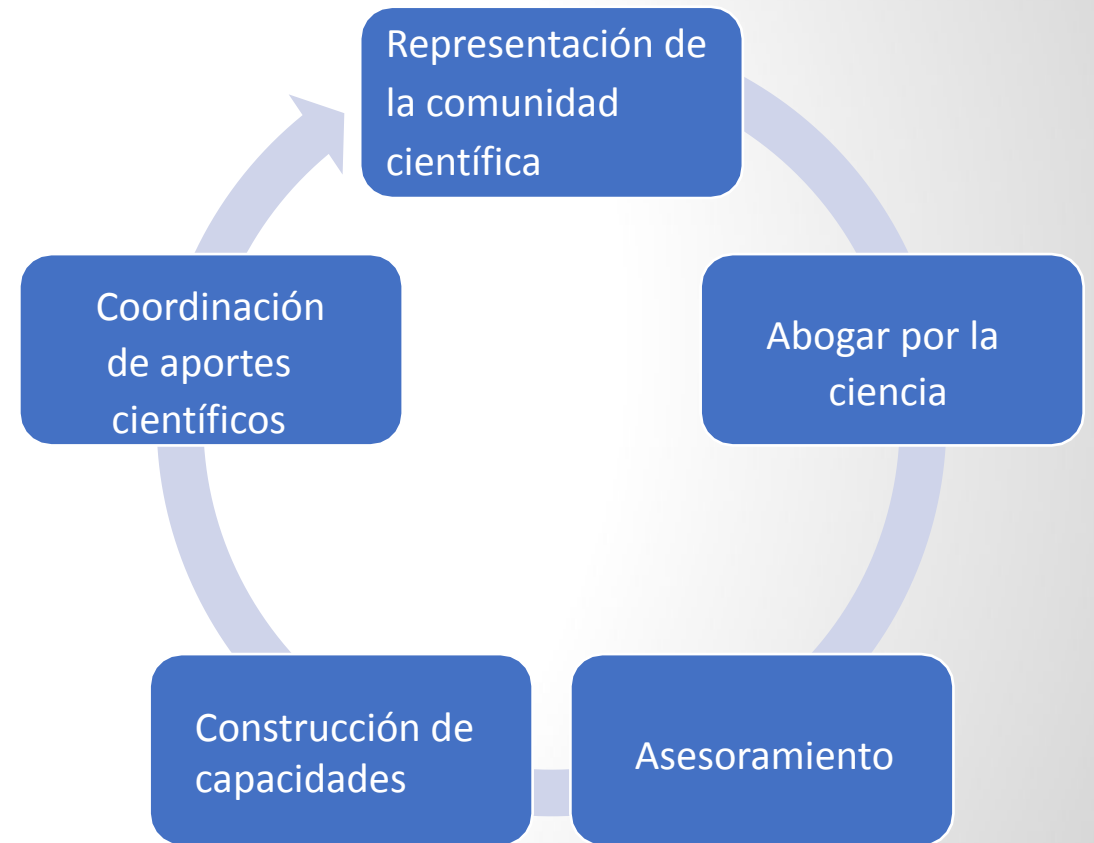 Representación de
la comunidad
científica
Abogar por la
ciencia
Asesoramiento
Construcción de
capacidades
Coordinación
de aportes
científicos